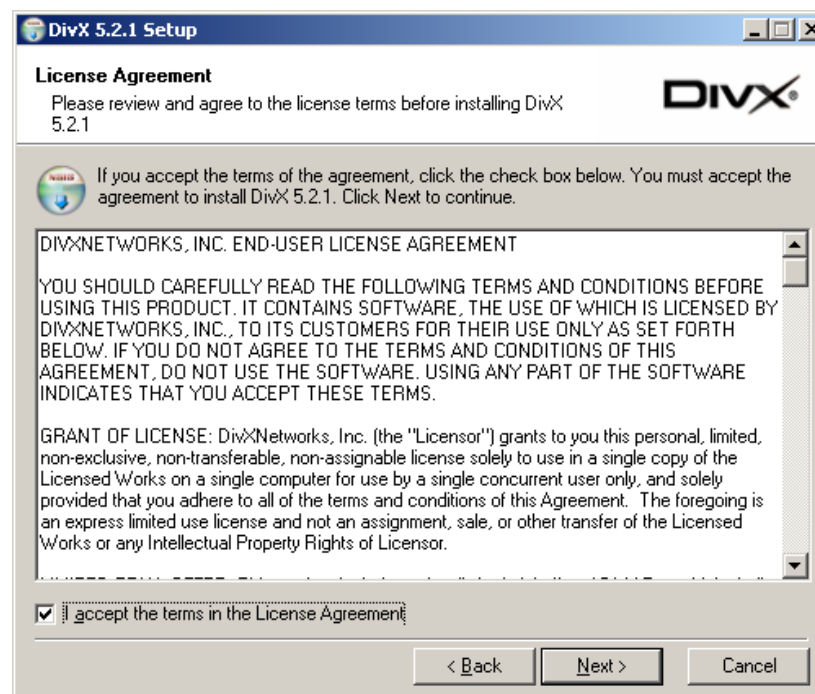 DivX 5.2.1 Setup
License Agreement
Please review and agree to the license terms before installing DivX
5.2.1
DIVX®
If you accept the terms of the agreement, click the check box below. You must accept the
agreement to install DivX 5.2.1. Click Next to continue.
DIVXNETWORKS, INC. END-USER LICENSE AGREEMENT
YOU SHOULD CAREFULLY READ THE FOLLOWING TERMS AND CONDITIONS BEFORE
USING THIS PRODUCT. IT CONTAINS SOFTWARE, THE USE OF WHICH IS LICENSED BY
DIVXNETWORKS, INC., TO ITS CUSTOMERS FOR THEIR USE ONLY AS SET FORTH
BELOW. IF YOU DO NOT AGREE TO THE TERMS AND CONDITIONS OF THIS
AGREEMENT, DO NOT USE THE SOFTWARE. USING ANY PART OF THE SOFTWARE
INDICATES THAT YOU ACCEPT THESE TERMS.
GRANT OF LICENSE: DivXNetworks, Inc. (the "Licensor") grants to you this personal, limited,
non-exclusive, non-transferable, non-assignable license solely to use in a single copy of the
Licensed Works on a single computer for use by a single concurrent user only, and solely
provided that you adhere to all of the terms and conditions of this Agreement.  The foregoing is
an express limited use license and not an assignment, sale, or other transfer of the Licensed
Works or any Intellectual Property Rights of Licensor.
I accept the terms in the License Agreement
< Back
Next >
Cancel